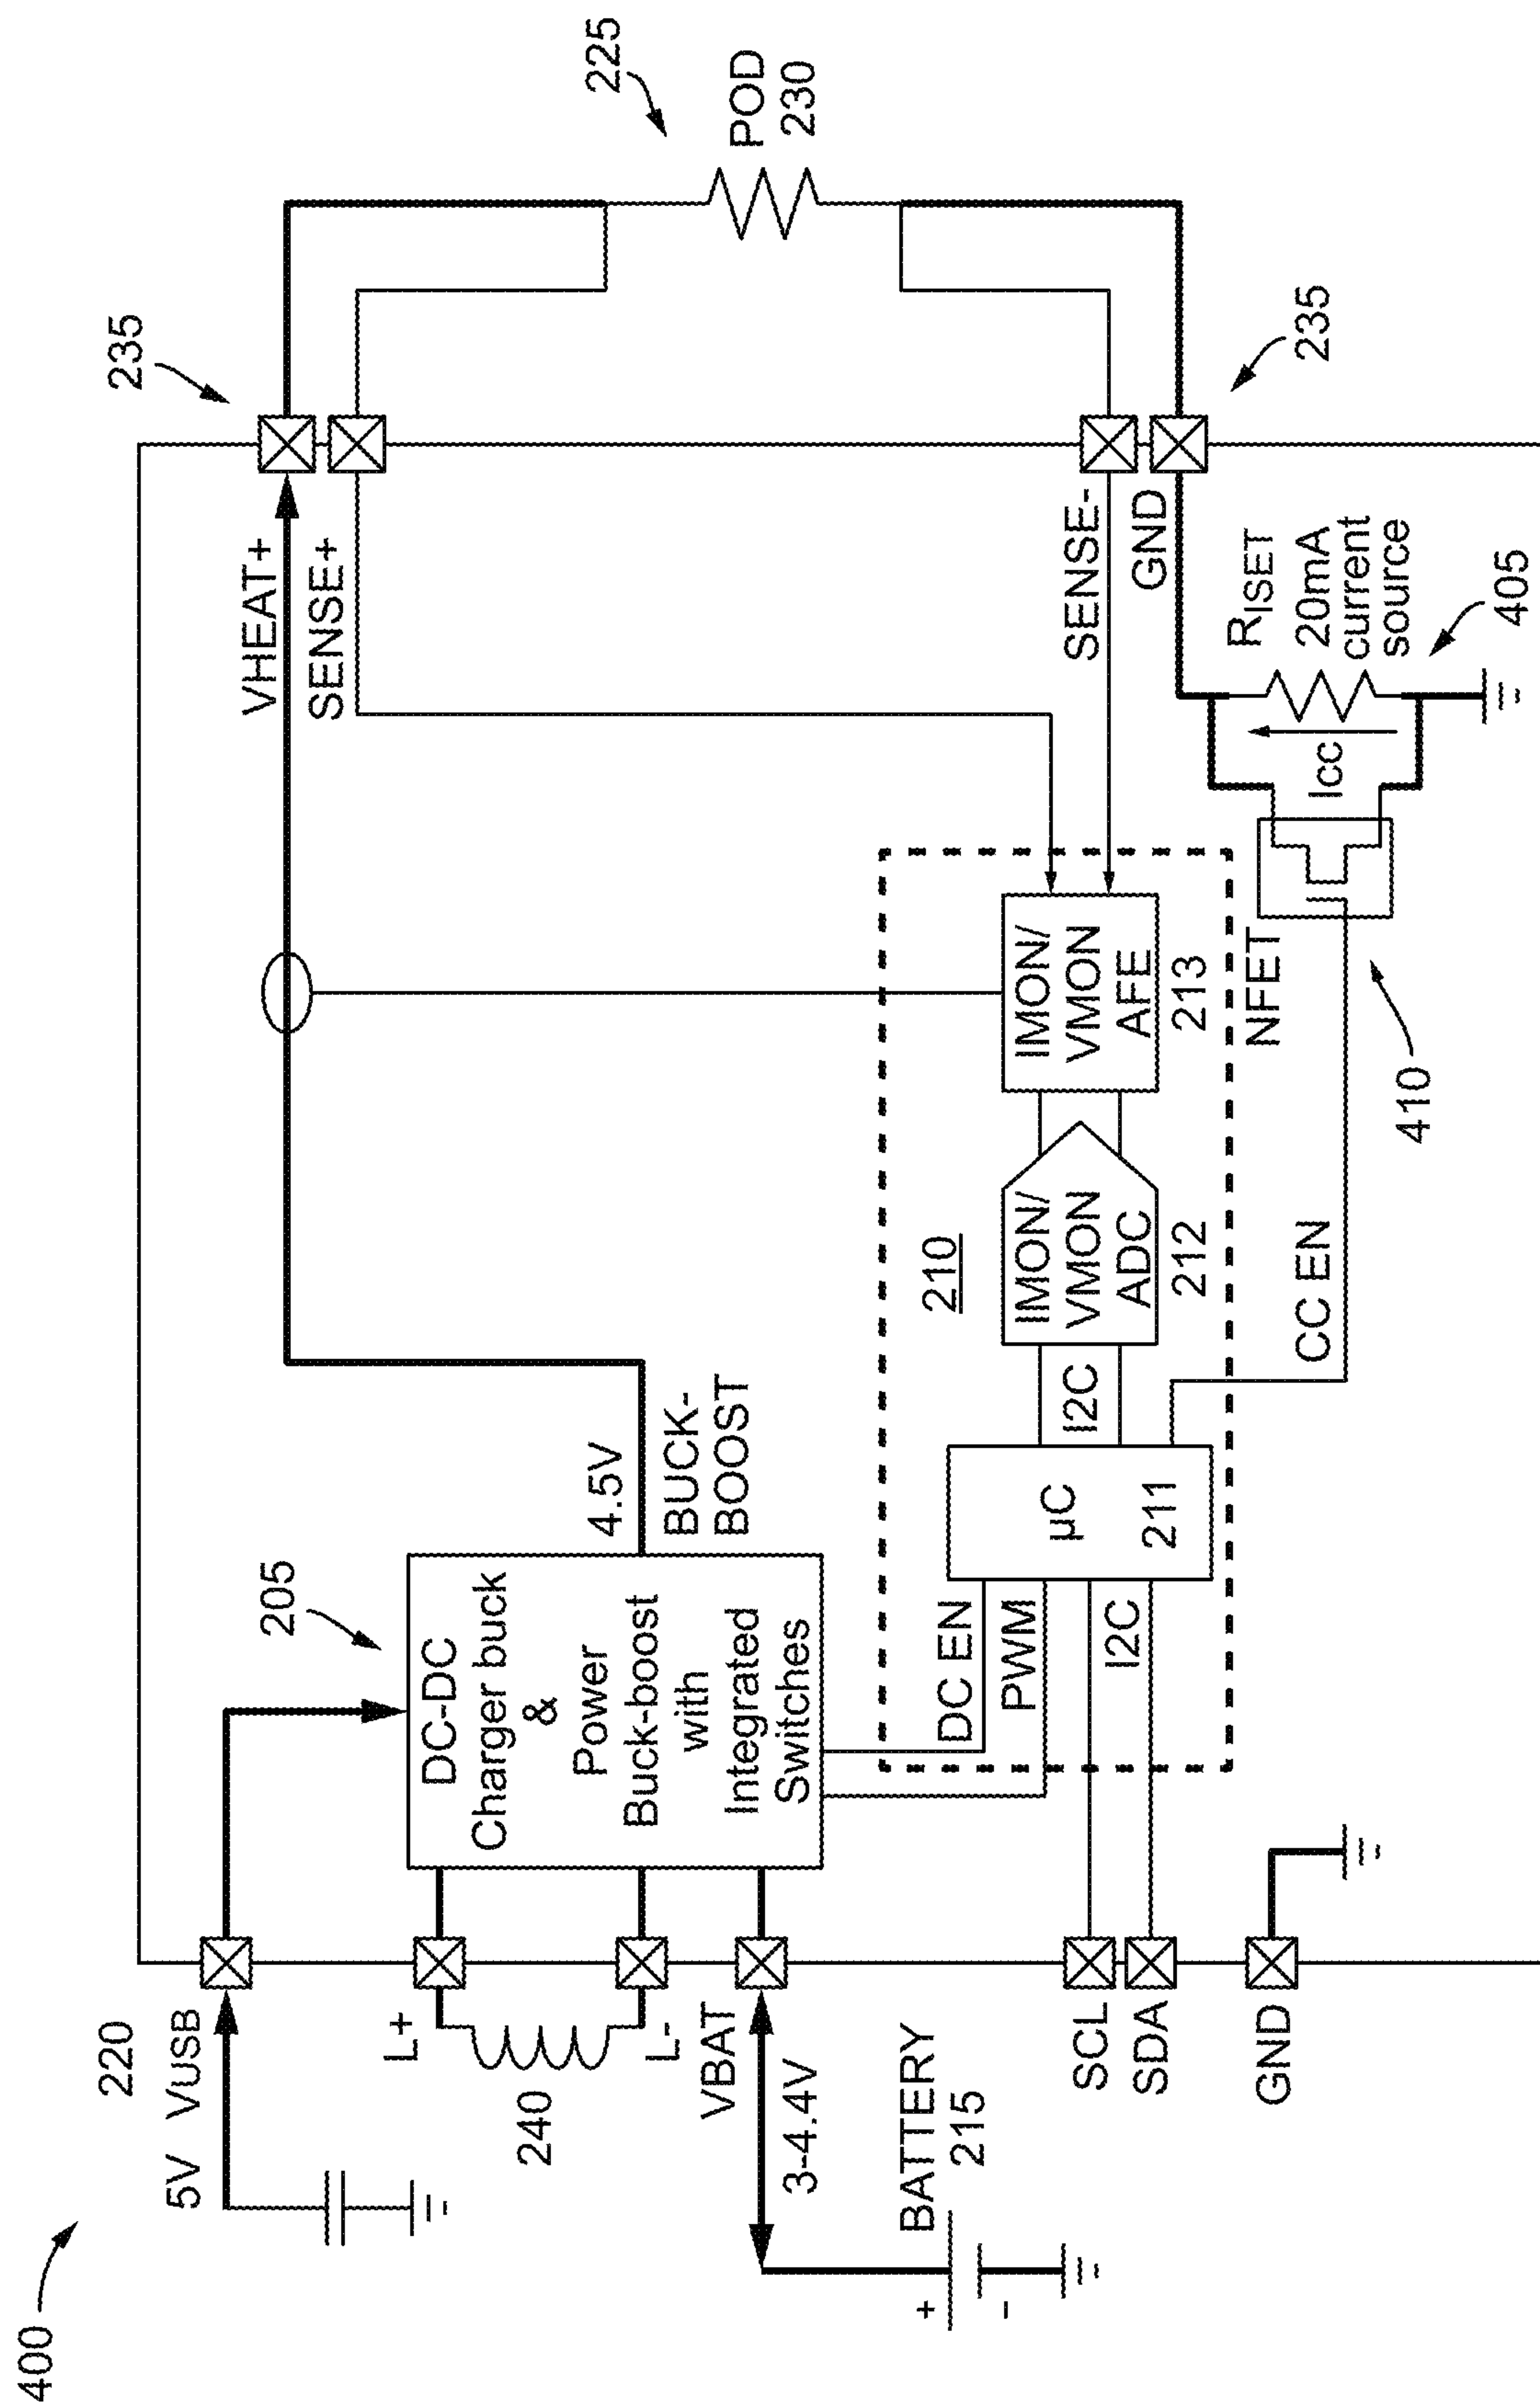 400
220
5V VUSB
L+
240
L-
VBAT
3-4.4V
BATTERY
215
+
-
SCL
SDA
GND
205
DC-DC
Charger buck
&
Power
Buck-boost
with
Integrated
Switches
4.5V
BUCK-
BOOST
DC EN
PWM
I2C
µC
211
I2C
210
IMON/
VMON
ADC
212
IMON/
VMON
AFE
213
CC EN
NFET
410
VHEAT+
SENSE+
SENSE-
GND
RISET
20mA
current
source
ICC
405
235
235
225
POD
230